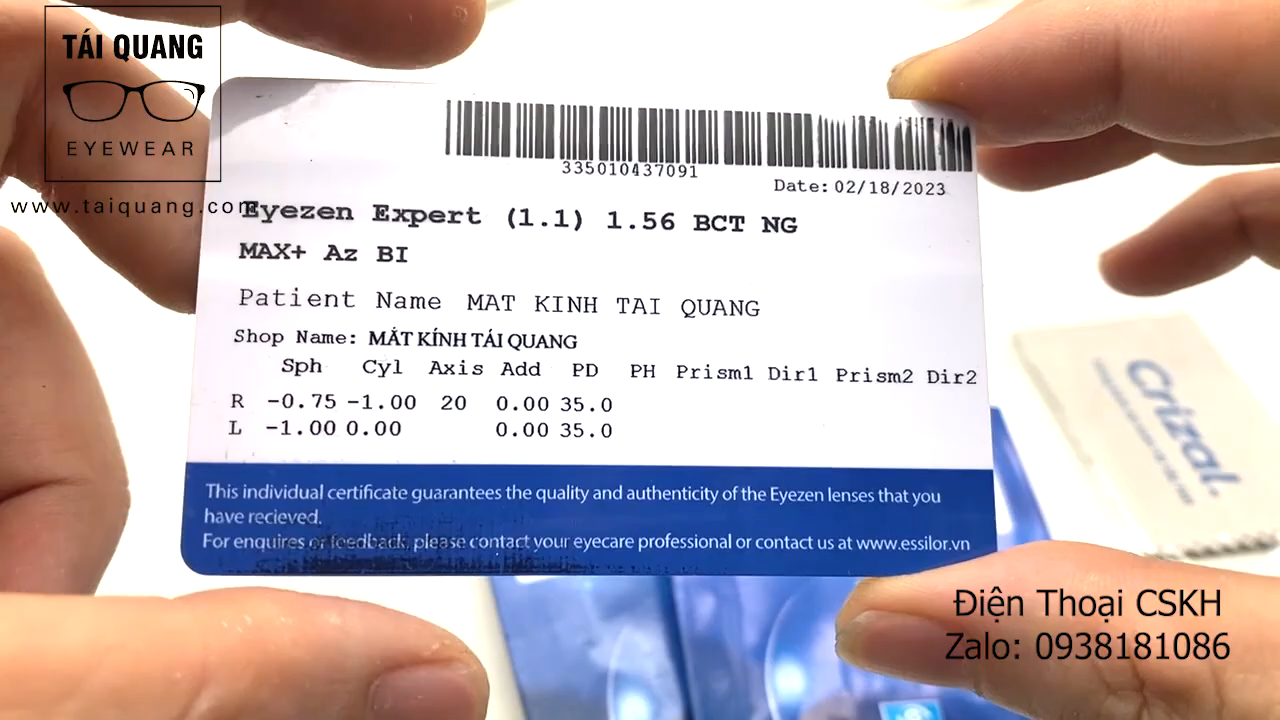 TÁI QUANG
EYEWEAR
www.taiquang.com
335010437091
Date: 02/18/2023
Eyezen Expert (1.1) 1.56 BCT NG
MAX+ Az BI
Patient Name MAT KINH TAI QUANG
Shop Name: MẮT KÍNH TÁI QUANG
Sph Cyl Axis Add PD PH Prism1 Dir1 Prism2 Dir2
R -0.75 -1.00 20 0.00 35.0
L -1.00 0.00 0.00 35.0
This individual certificate guarantees the quality and authenticity of the Eyezen lenses that you
have recieved.
For enquires or feedback, please contact your eyecare professional or contact us at www.essilor.vn
Crizal.
Điện Thoại CSKH
Zalo: 0938181086